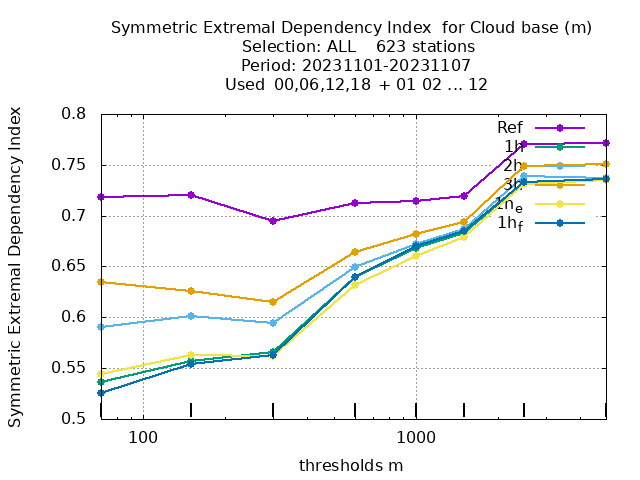 Symmetric Extremal Dependency Index  for Cloud base (m)
Selection: ALL    623 stations
Period: 20231101-20231107
Used  00,06,12,18 + 01 02 ... 12
Symmetric Extremal Dependency Index
0.8
0.75
0.7
0.65
0.6
0.55
0.5
Ref
1h
2h
3h
1h_e
1h_f
100
1000
thresholds m